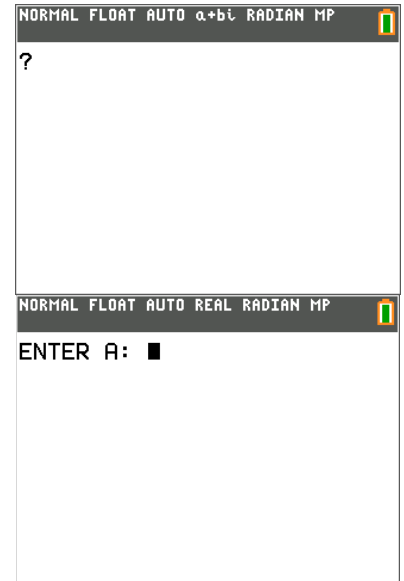 NORMAL FLOAT AUTO a+bi RADIAN MP
?
NORMAL FLOAT AUTO REAL RADIAN MP
ENTER A: